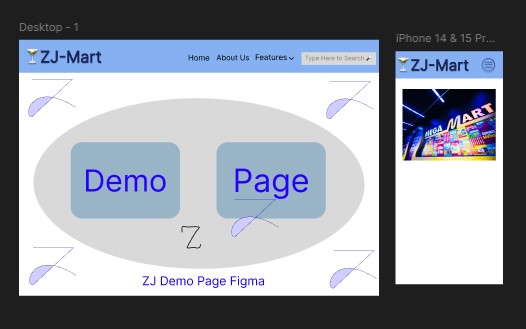 Desktop - 1
ZJ-Mart
Home About Us Features Type Here to Search
Demo Page
Z
ZJ Demo Page Figma
iPhone 14 & 15 Pr...
ZJ-Mart
MEGA MART